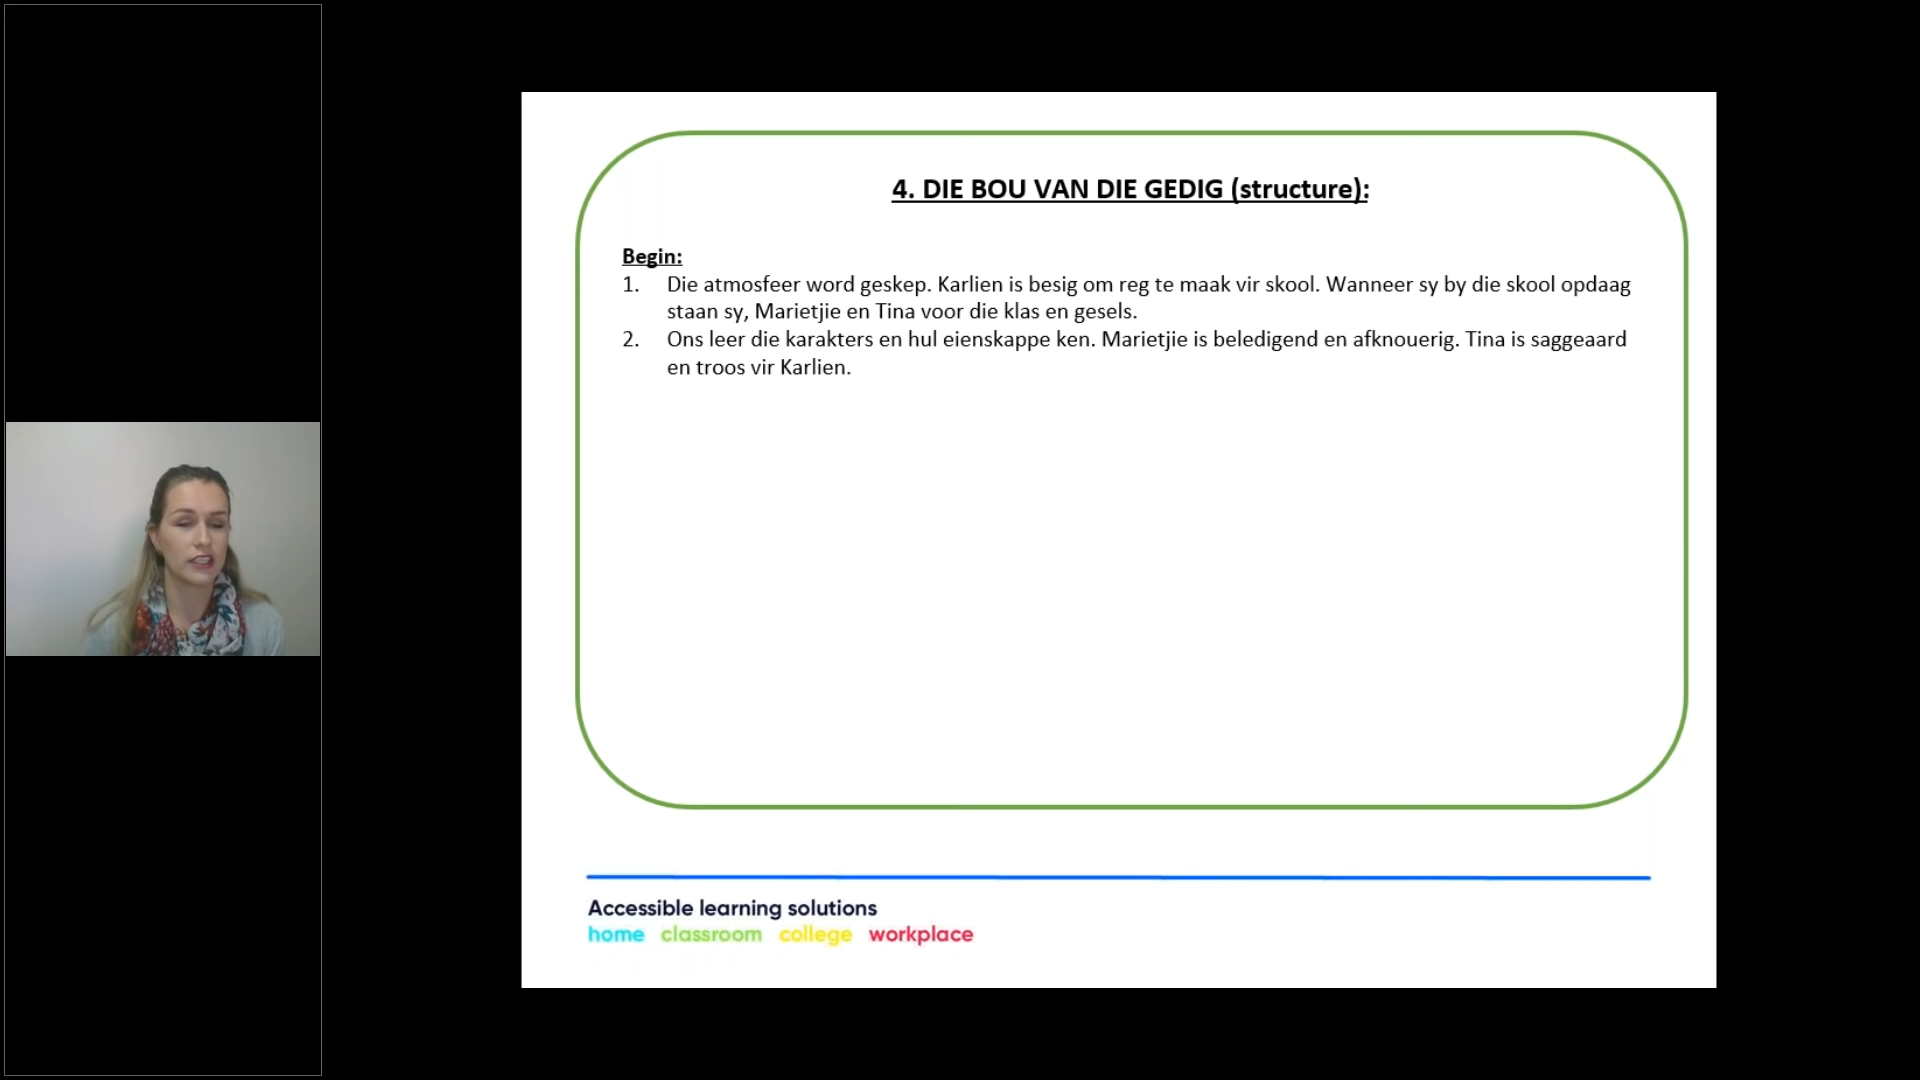 4. DIE BOU VAN DIE GEDIG (structure):
Begin:
1. Die atmosfeer word geskep. Karlien is besig om reg te maak vir skool. Wanneer sy by die skool opdaag
staan sy, Marietjie en Tina voor die klas en gesels.
2. Ons leer die karakters en hul eienskappe ken. Marietjie is beledigend en afknouerig. Tina is saggeaard
en troos vir Karlien.
Accessible learning solutions
home classroom college workplace